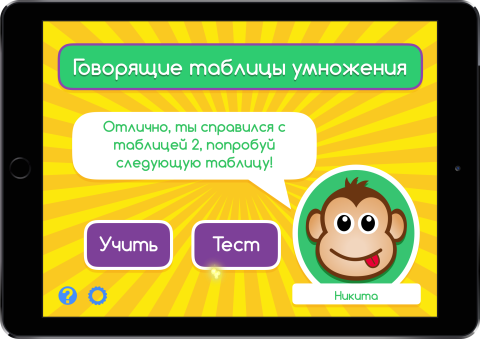 Говорящие таблицы умножения
Отлично, ты справился с
таблицей 2, попробуй
следующую таблицу!
Учить
Тест
?
Никита